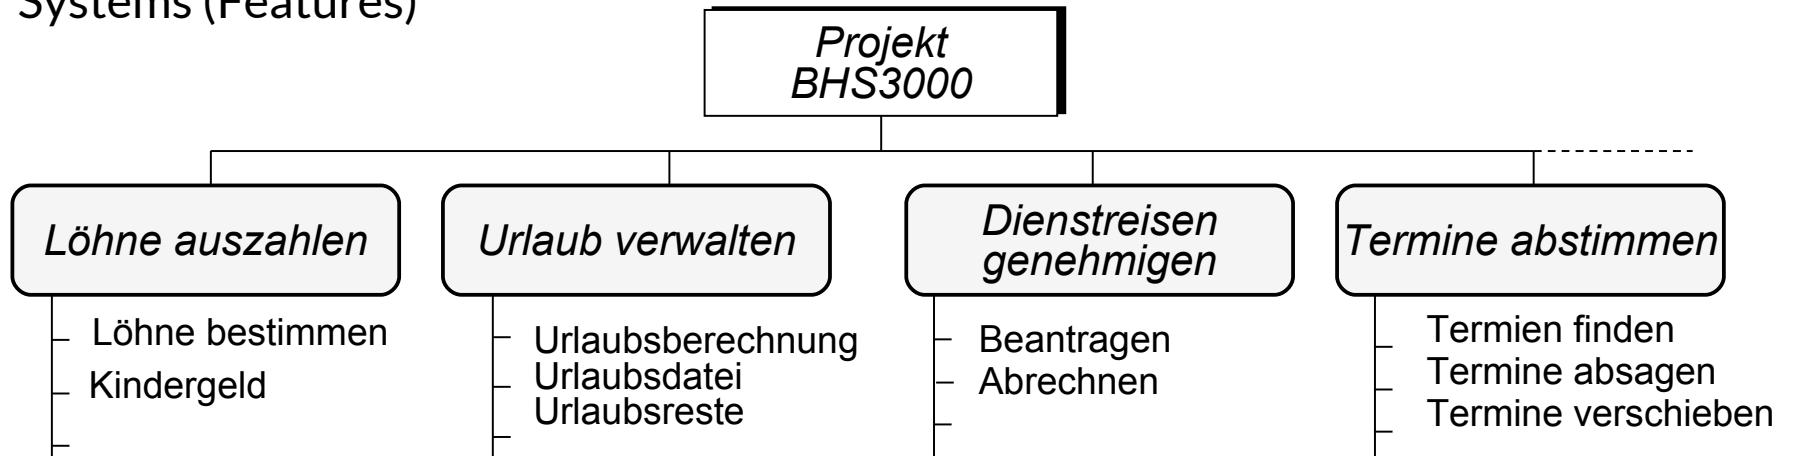 Systems (Features)
Projekt
BHS3000
Löhne auszahlen
Urlaub verwalten
Dienstreisen
genehmigen
Termine abstimmen
Löhne bestimmen
Kindergeld
Urlaubsberechnung
Urlaubsdatei
Urlaubsreste
Beantragen
Abrechnen
Termien finden
Termine absagen
Termine verschieben